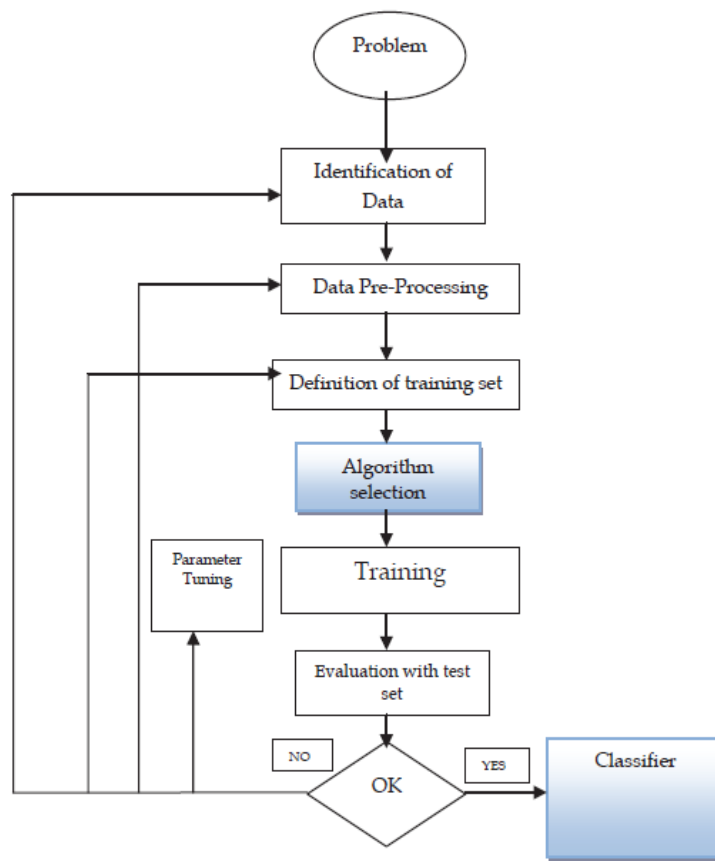 Problem
Identification of
Data
Data Pre-Processing
Definition of training set
Algorithm
selection
Parameter
Tuning
Training
Evaluation with test
set
NO
OK
YES
Classifier